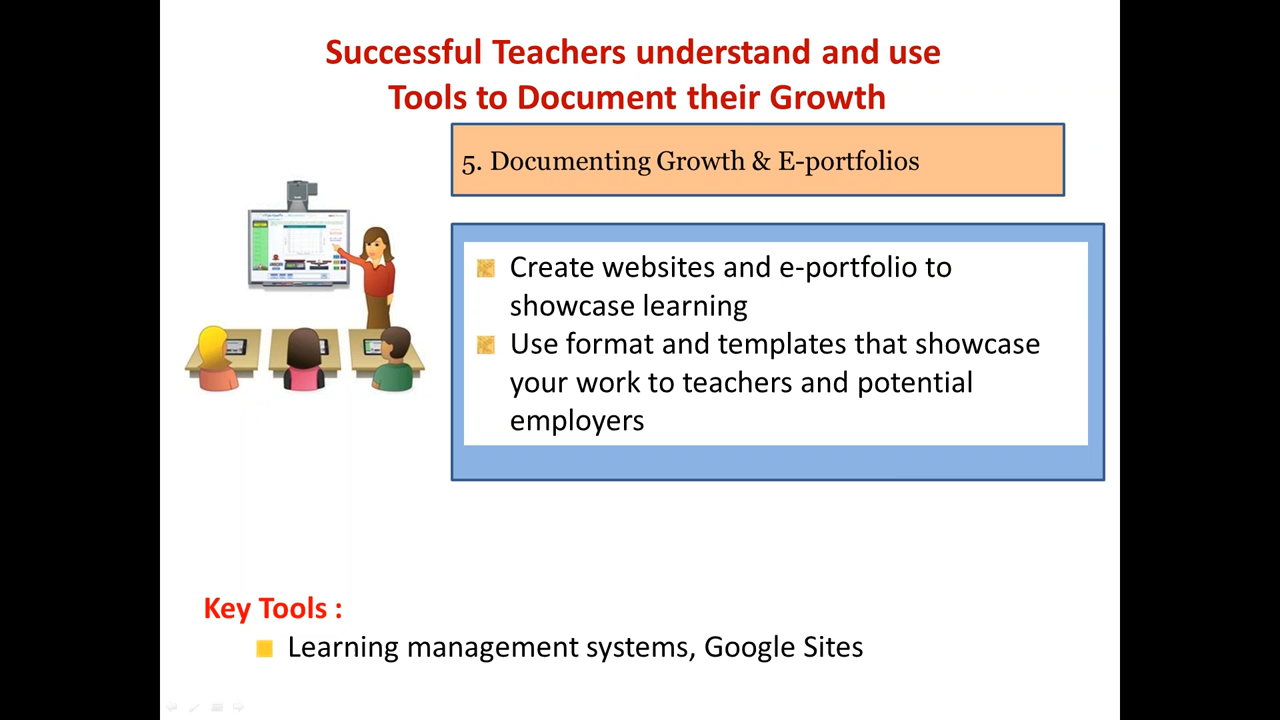 Successful Teachers understand and use
Tools to Document their Growth
5. Documenting Growth & E-portfolios
Create websites and e-portfolio to
showcase learning
Use format and templates that showcase
your work to teachers and potential
employers
Key Tools :
Learning management systems, Google Sites